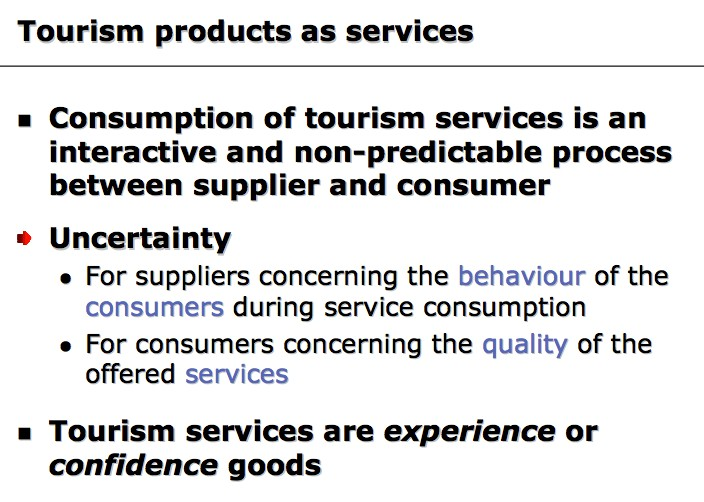 Tourism products as services
Consumption of tourism services is an
interactive and non-predictable process
between supplier and consumer
Uncertainty
For suppliers concerning the behaviour of the
consumers during service consumption
For consumers concerning the quality of the
offered services
Tourism services are experience or
confidence goods